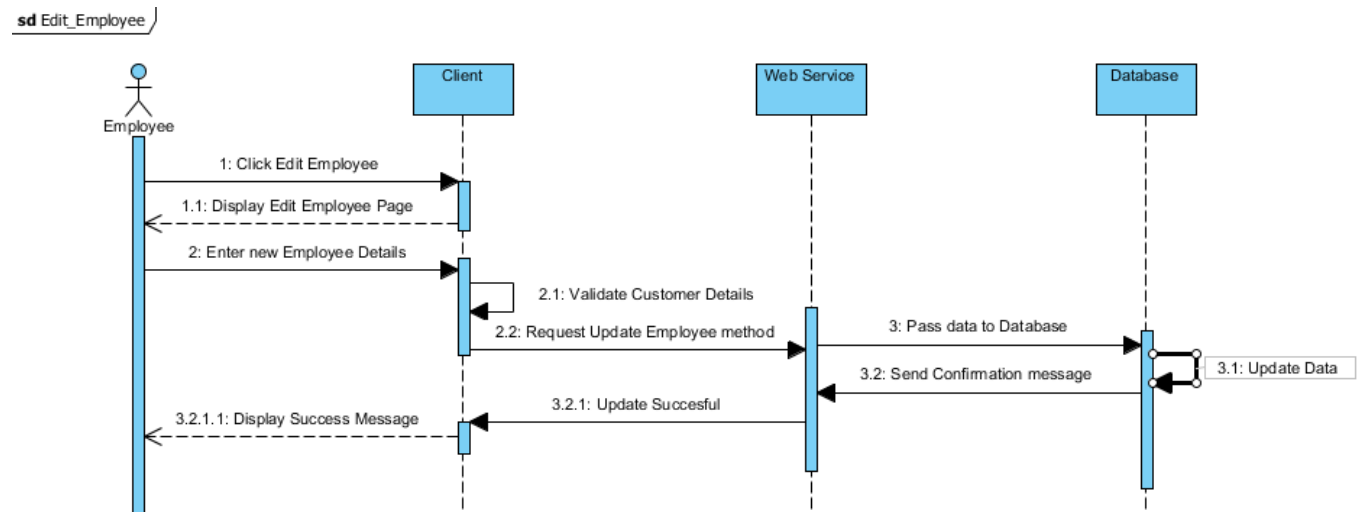 sd Edit_Employee
Client
Web Service
Database
Employee
1: Click Edit Employee
1.1: Display Edit Employee Page
2: Enter new Employee Details
2.1: Validate Customer Details
2.2: Request Update Employee method
3: Pass data to Database
3.1: Update Data
3.2: Send Confirmation message
3.2.1: Update Succesful
3.2.1.1: Display Success Message